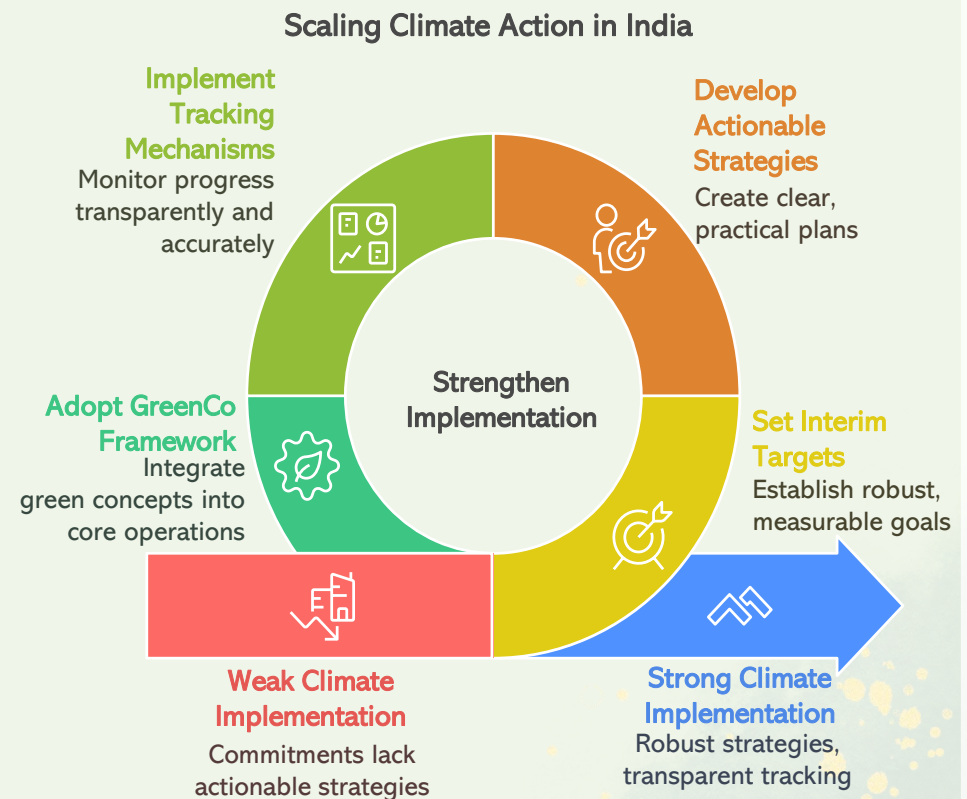 Scaling Climate Action in India
Implement
Tracking
Mechanisms
Monitor progress
transparently and
accurately
Develop
Actionable
Strategies
Create clear,
practical plans
Strengthen
Implementation
Adopt GreenCo
Framework
Integrate
green concepts into
core operations
Set Interim
Targets
Establish robust,
measurable goals
Weak Climate
Implementation
Commitments lack
actionable strategies
Strong Climate
Implementation
Robust strategies,
transparent tracking